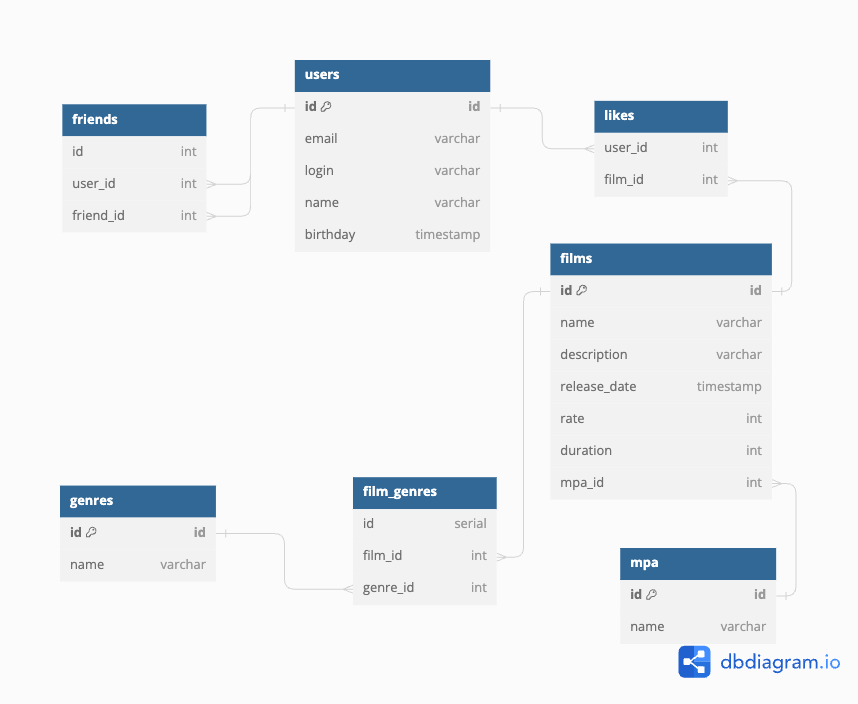 users
id id
email varchar
login varchar
name varchar
birthday timestamp
friends
id int
user_id int
friend_id int
likes
user_id int
film_id int
films
id id
name varchar
description varchar
release_date timestamp
rate int
duration int
mpa_id int
genres
id id
name varchar
film_genres
id serial
film_id int
genre_id int
mpa
id id
name varchar
dbdiagram.io